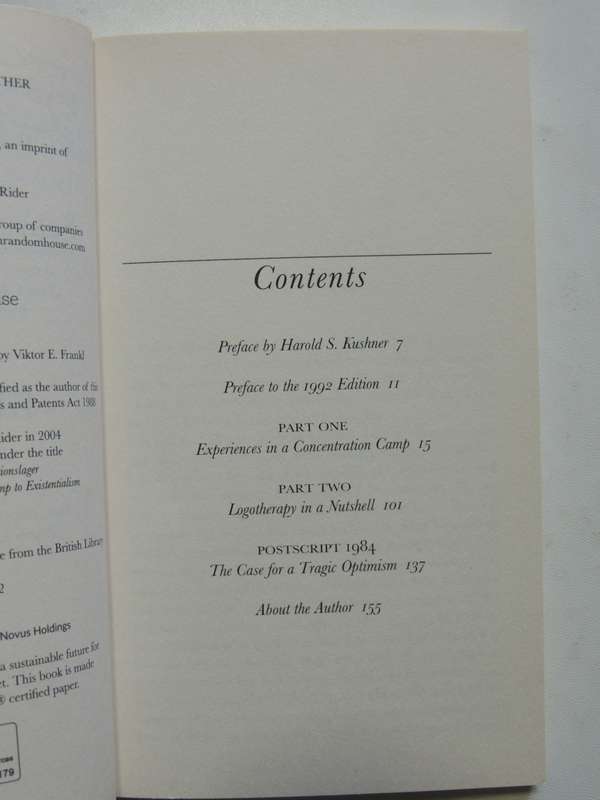 THER
, an imprint of
Rider
roup of companies
randomhouse.com
se
by Viktor E. Frankl
fied as the author of this
s and Patents Act 1988
ider in 2004
nder the title
ionslager
mp to Existentialism
e from the British Library
2
Novus Holdings
a sustainable future for
et. This book is made
® certified paper.
179
Contents
Preface by Harold S. Kushner 7
Preface to the 1992 Edition 11
PART ONE
Experiences in a Concentration Camp 15
PART TWO
Logotherapy in a Nutshell 101
POSTSCRIPT 1984
The Case for a Tragic Optimism 137
About the Author 155